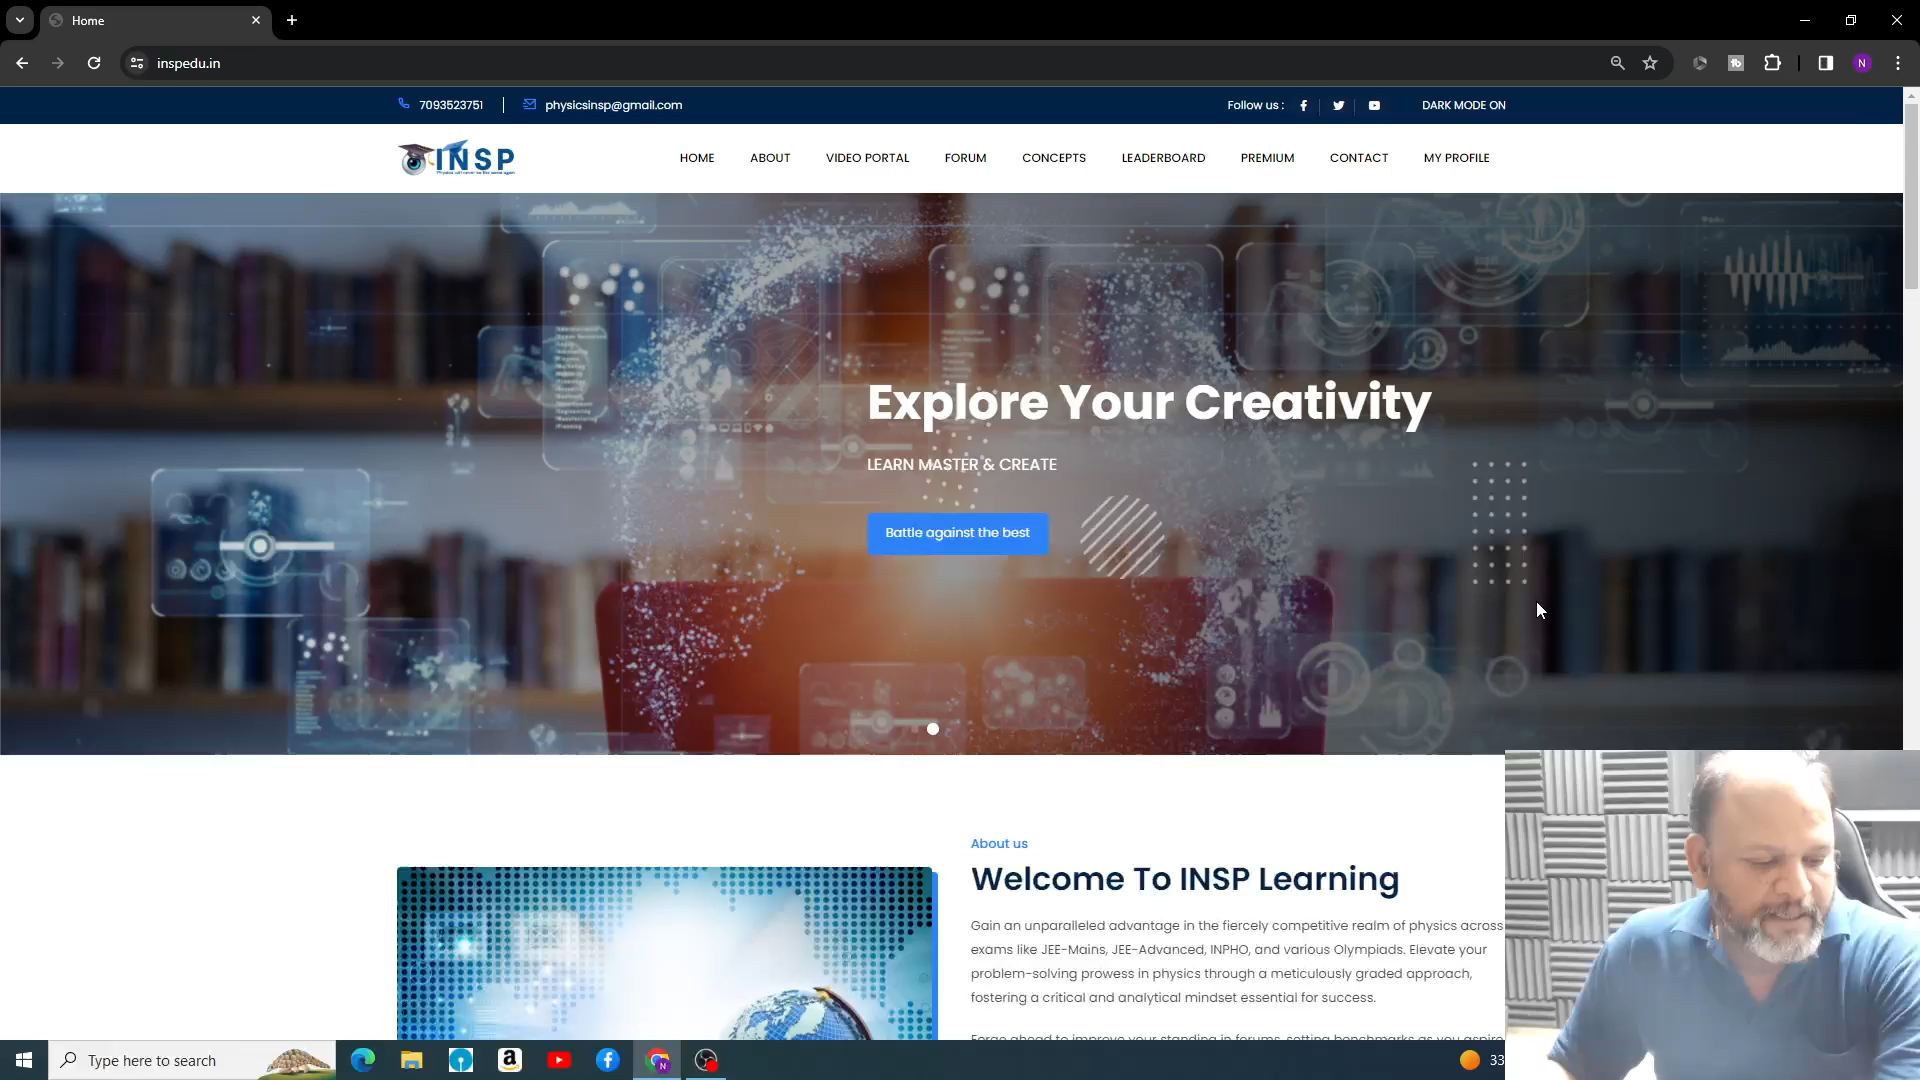 Home
inspedu.in
N
7093523751
physicsinsp@gmail.com
Follow us :
DARK MODE ON
INSP
HOME
ABOUT
VIDEO PORTAL
FORUM
CONCEPTS
LEADERBOARD
PREMIUM
CONTACT
MY PROFILE
Explore Your Creativity
LEARN MASTER & CREATE
Battle against the best
About us
Welcome To INSP Learning
Gain an unparalleled advantage in the fiercely competitive realm of physics across
exams like JEE-Mains, JEE-Advanced, INPHO, and various Olympiads. Elevate your
problem-solving prowess in physics through a meticulously graded approach,
fostering a critical and analytical mindset essential for success.
Forge ahead to improve your standing in forums, setting benchmarks as you aspire
Type here to search
33